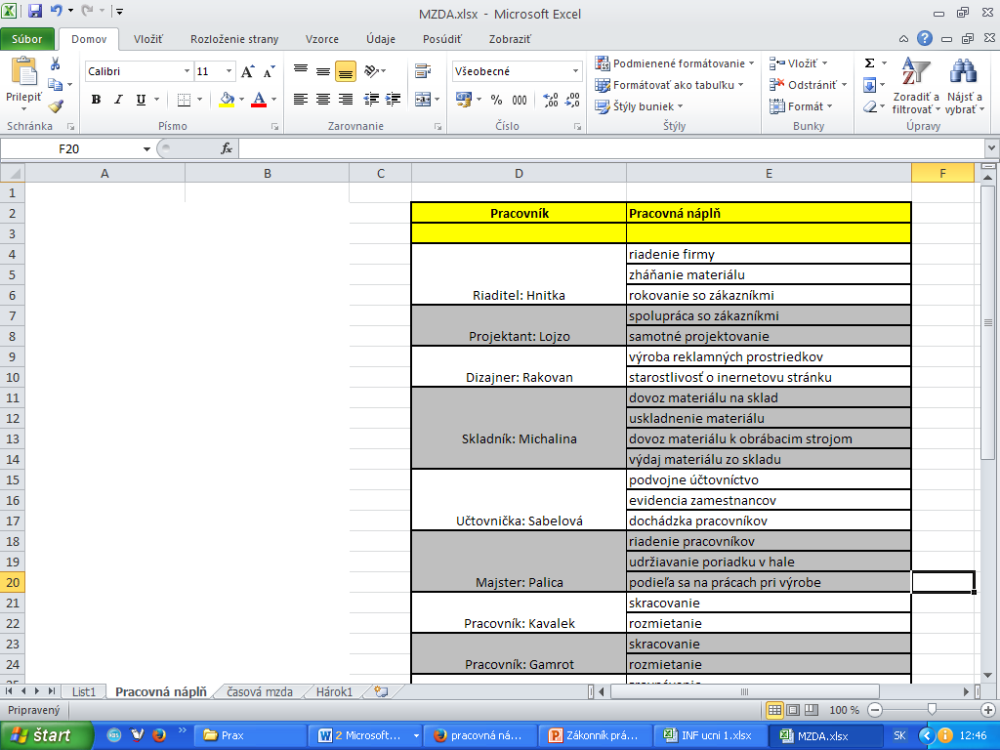 MZDA.xlsx - Microsoft Excel
Súbor Domov Vložiť Rozloženie strany Vzorce Údaje Posúdiť Zobraziť
Prilepiť
Calibri 11
B I U
Všeobecné
% 000
Podmienené formátovanie
Formátovať ako tabuľku
Štýly buniek
Vložiť
Odstrániť
Formát
Σ
Zoradiť a filtrovať
Nájsť a vybrať
Schránka Písmo Zarovnanie Číslo Štýly Bunky Úpravy
F20 fx
A B C D E F
1
2 Pracovník Pracovná náplň
3
4 riadenie firmy
5 zháňanie materiálu
6 Riaditel: Hnitka rokovanie so zákazníkmi
7 spolupráca so zákazníkmi
8 Projektant: Lojzo samotné projektovanie
9 výroba reklamných prostriedkov
10 Dizajner: Rakovan starostlivosť o inernetovu stránku
11 dovoz materiálu na sklad
12 uskladnenie materiálu
13 Skladník: Michalina dovoz materiálu k obrábacim strojom
14 výdaj materiálu zo skladu
15 podvojne účtovníctvo
16 evidencia zamestnancov
17 Učtovnička: Sabelová dochádzka pracovníkov
18 riadenie pracovníkov
19 udržiavanie poriadku v hale
20 Majster: Palica podieľa sa na prácach pri výrobe
21 skracovanie
22 Pracovník: Kavalek rozmietanie
23 skracovanie
24 Pracovník: Gamrot rozmietanie
List1 Pracovná náplň časová mzda Hárok1
Pripravený 100 %
štart Prax 2 Microsoft... pracovná ná... Zákonník prá... INF ucni 1.xlsx MZDA.xlsx SK 12:46